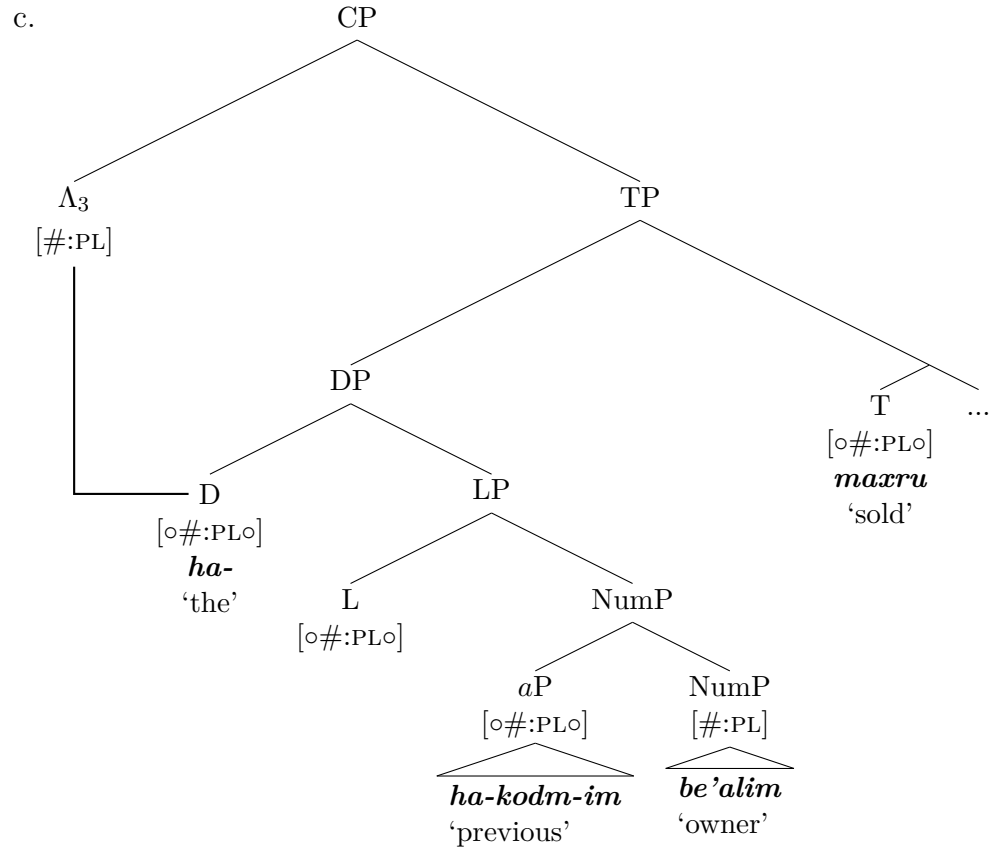 c.
CP
Λ₃
[#:PL]
TP
DP
T
...
[∘#:PL∘]
maxru
‘sold’
D
[∘#:PL∘]
ha-
‘the’
LP
L
[∘#:PL∘]
NumP
aP
[∘#:PL∘]
NumP
[#:PL]
ha-kodm-im
‘previous’
be’alim
‘owner’